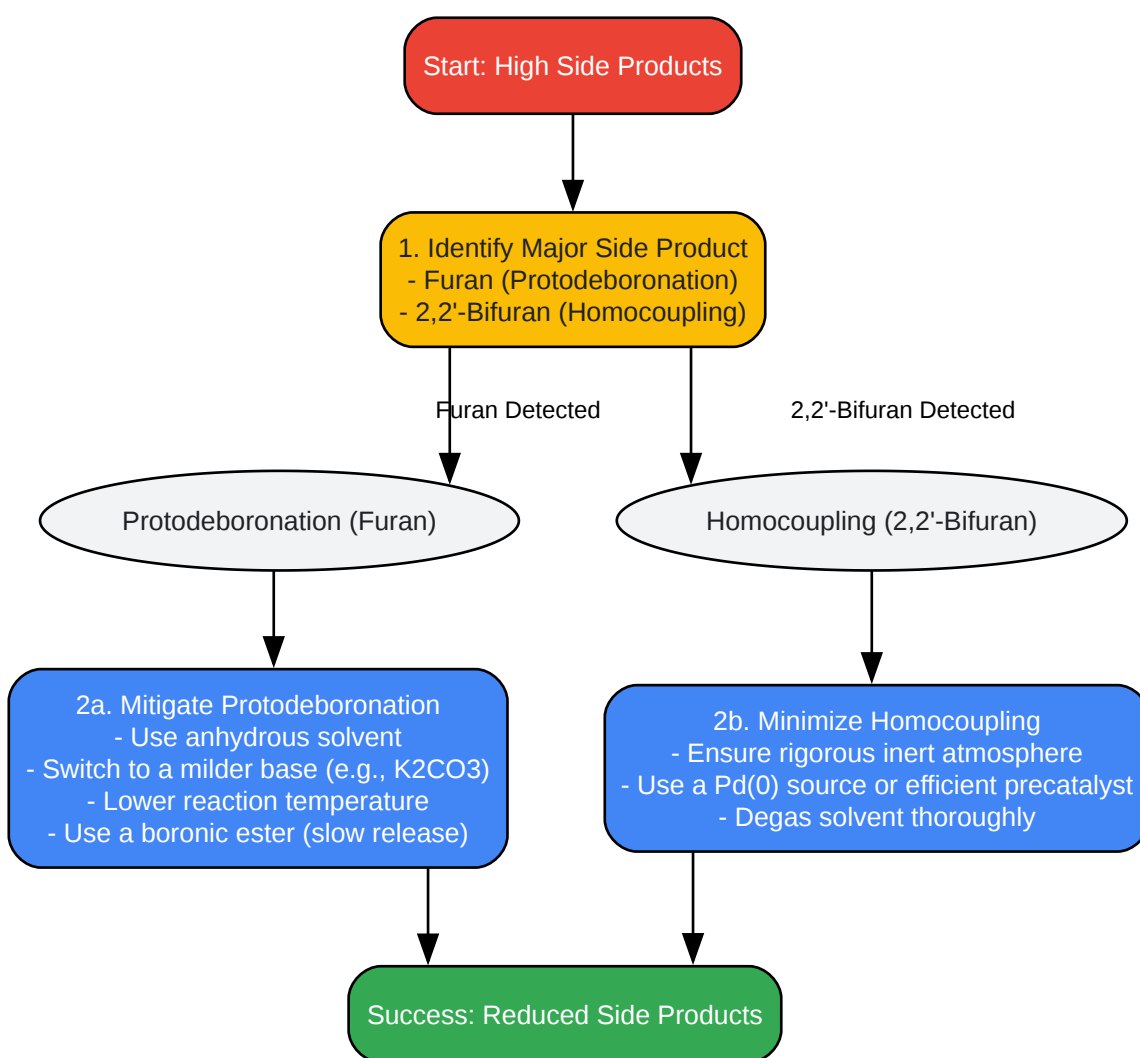 Start: High Side Products
1. Identify Major Side Product
- Furan (Protodeboronation)
- 2,2'-Bifuran (Homocoupling)
Furan Detected
2,2'-Bifuran Detected
Protodeboronation (Furan)
Homocoupling (2,2'-Bifuran)
2a. Mitigate Protodeboronation
- Use anhydrous solvent
- Switch to a milder base (e.g., K2CO3)
- Lower reaction temperature
- Use a boronic ester (slow release)
2b. Minimize Homocoupling
- Ensure rigorous inert atmosphere
- Use a Pd(0) source or efficient precatalyst
- Degas solvent thoroughly
Success: Reduced Side Products